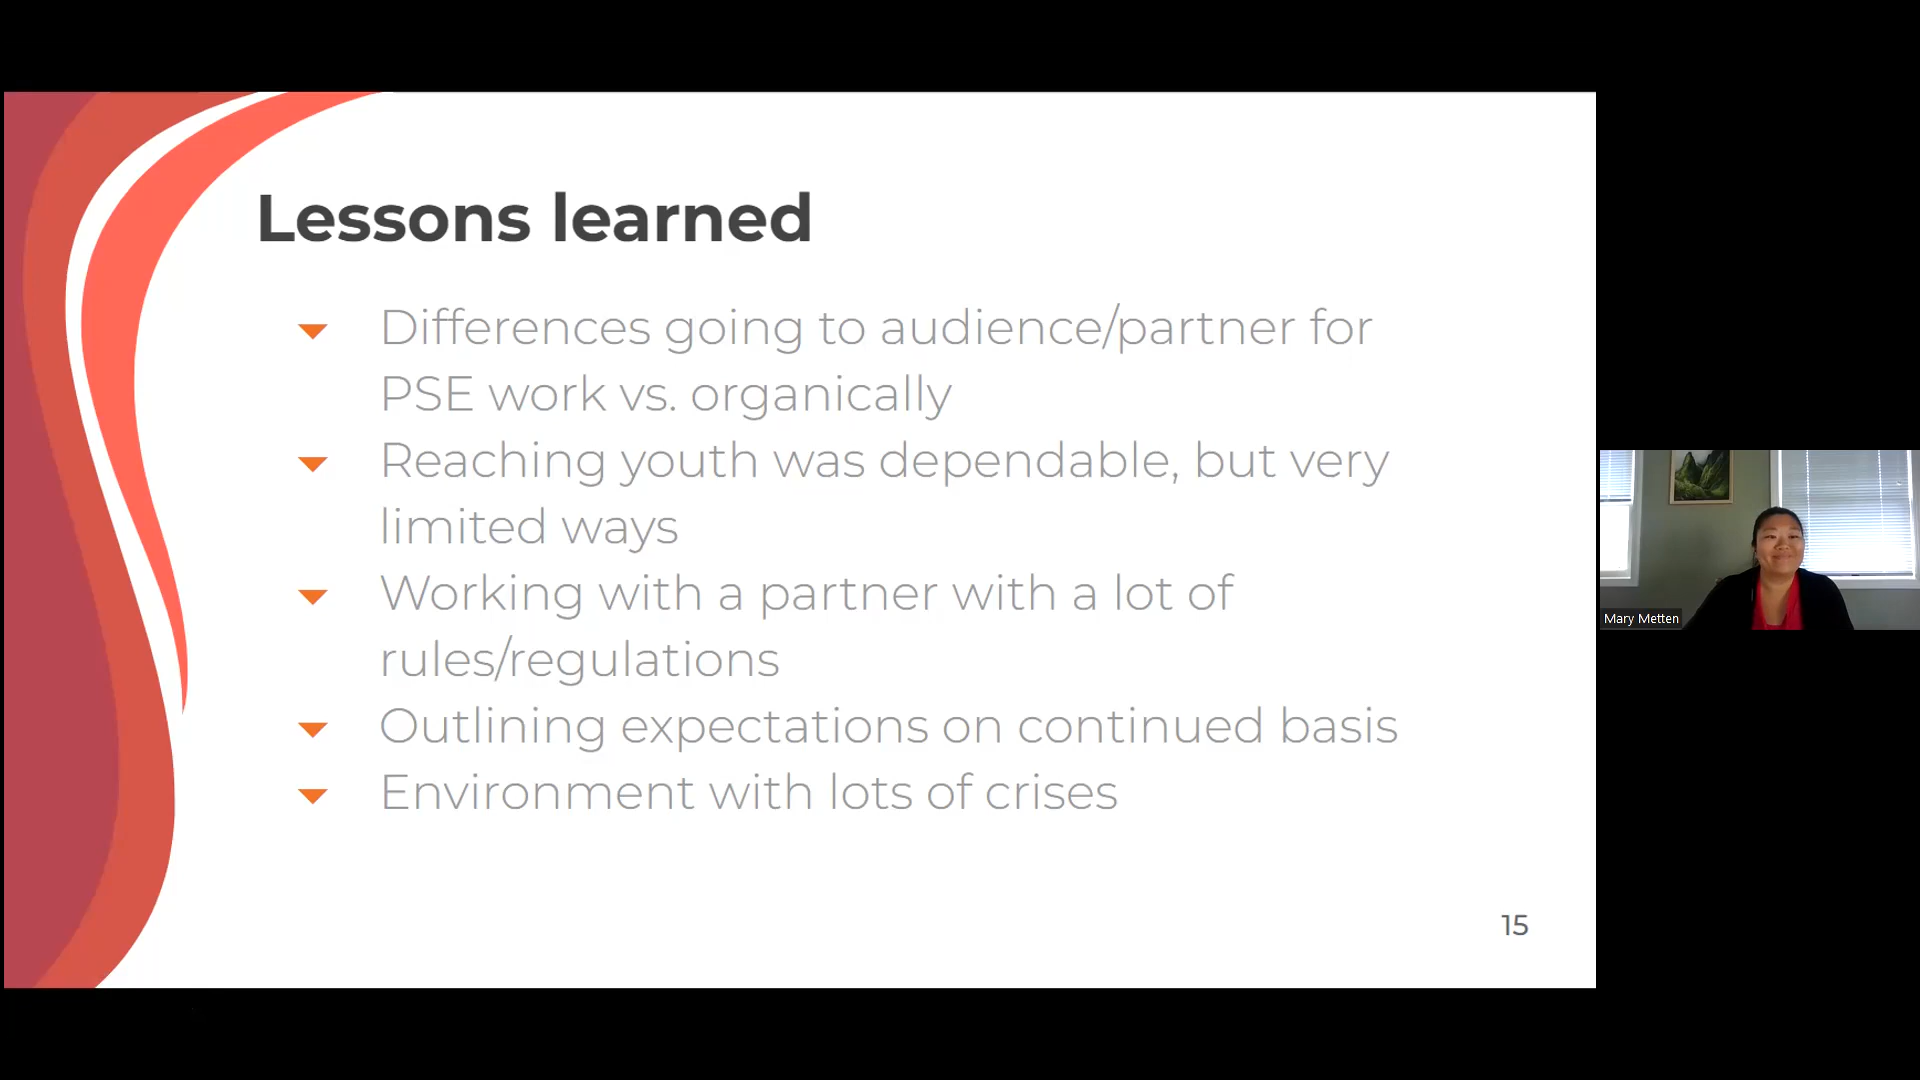 Lessons learned
Differences going to audience/partner for
PSE work vs. organically
Reaching youth was dependable, but very
limited ways
Working with a partner with a lot of
rules/regulations
Outlining expectations on continued basis
Environment with lots of crises
15
Mary Metten